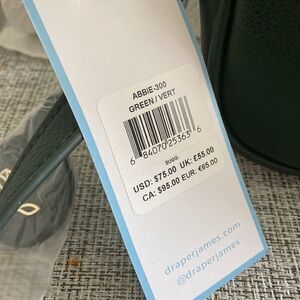 ABBIE-300
GREEN / VERT
6 84070 25363 6
SUGG.
USD: $75.00 UK: £55.00
CA: $95.00 EUR: €65.00
draperjames.com
@draperjames